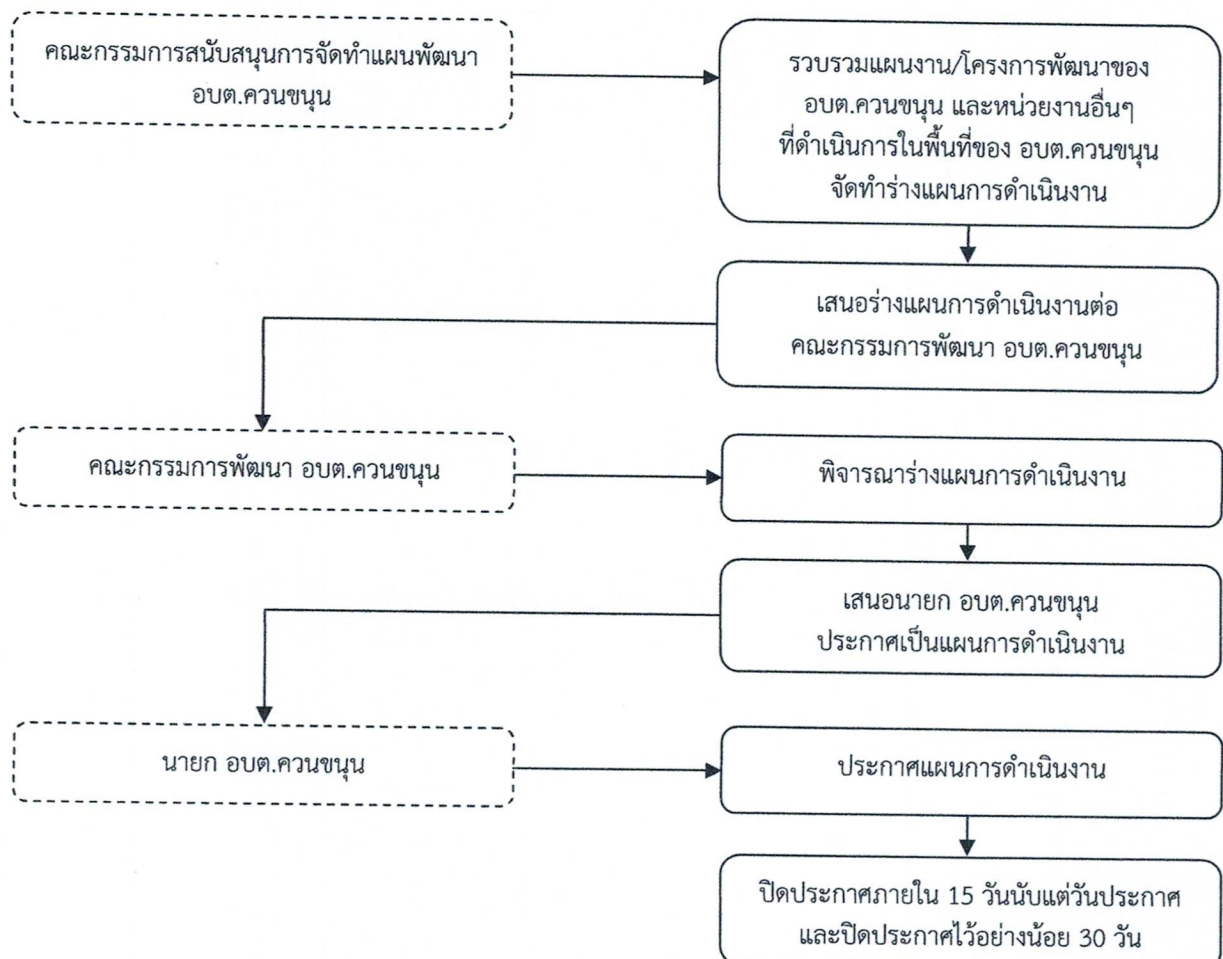 คณะกรรมการสนับสนุนการจัดทำแผนพัฒนา
อบต.ควนขนุน
รวบรวมแผนงาน/โครงการพัฒนาของ
อบต.ควนขนุน และหน่วยงานอื่นๆ
ที่ดำเนินการในพื้นที่ของ อบต.ควนขนุน
จัดทำร่างแผนการดำเนินงาน
เสนอร่างแผนการดำเนินงานต่อ
คณะกรรมการพัฒนา อบต.ควนขนุน
คณะกรรมการพัฒนา อบต.ควนขนุน
พิจารณาร่างแผนการดำเนินงาน
เสนอนายก อบต.ควนขนุน
ประกาศเป็นแผนการดำเนินงาน
นายก อบต.ควนขนุน
ประกาศแผนการดำเนินงาน
ปิดประกาศภายใน 15 วันนับแต่วันประกาศ
และปิดประกาศไว้อย่างน้อย 30 วัน